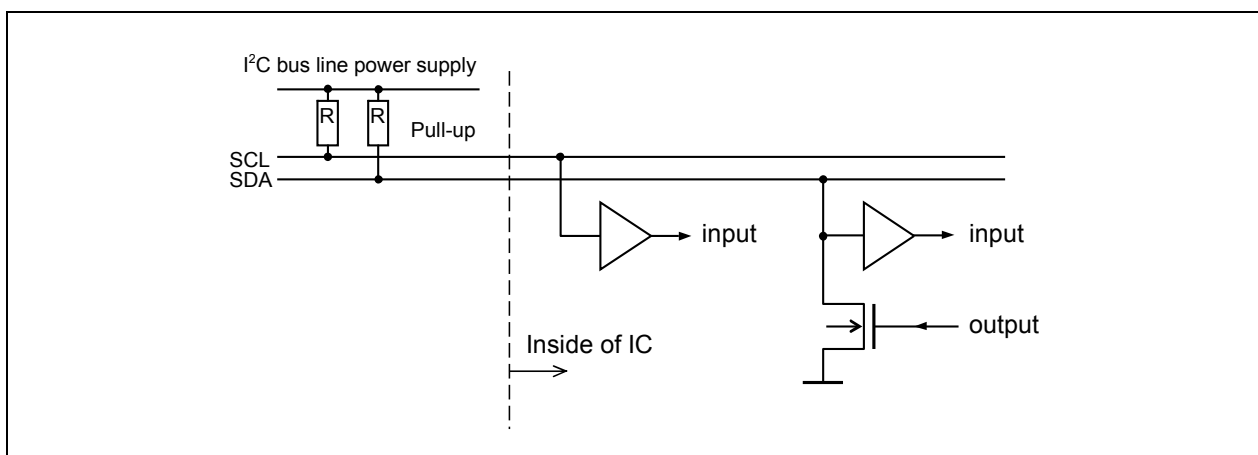 I²C bus line power supply
R R
Pull-up
SCL
SDA
input input
output
Inside of IC